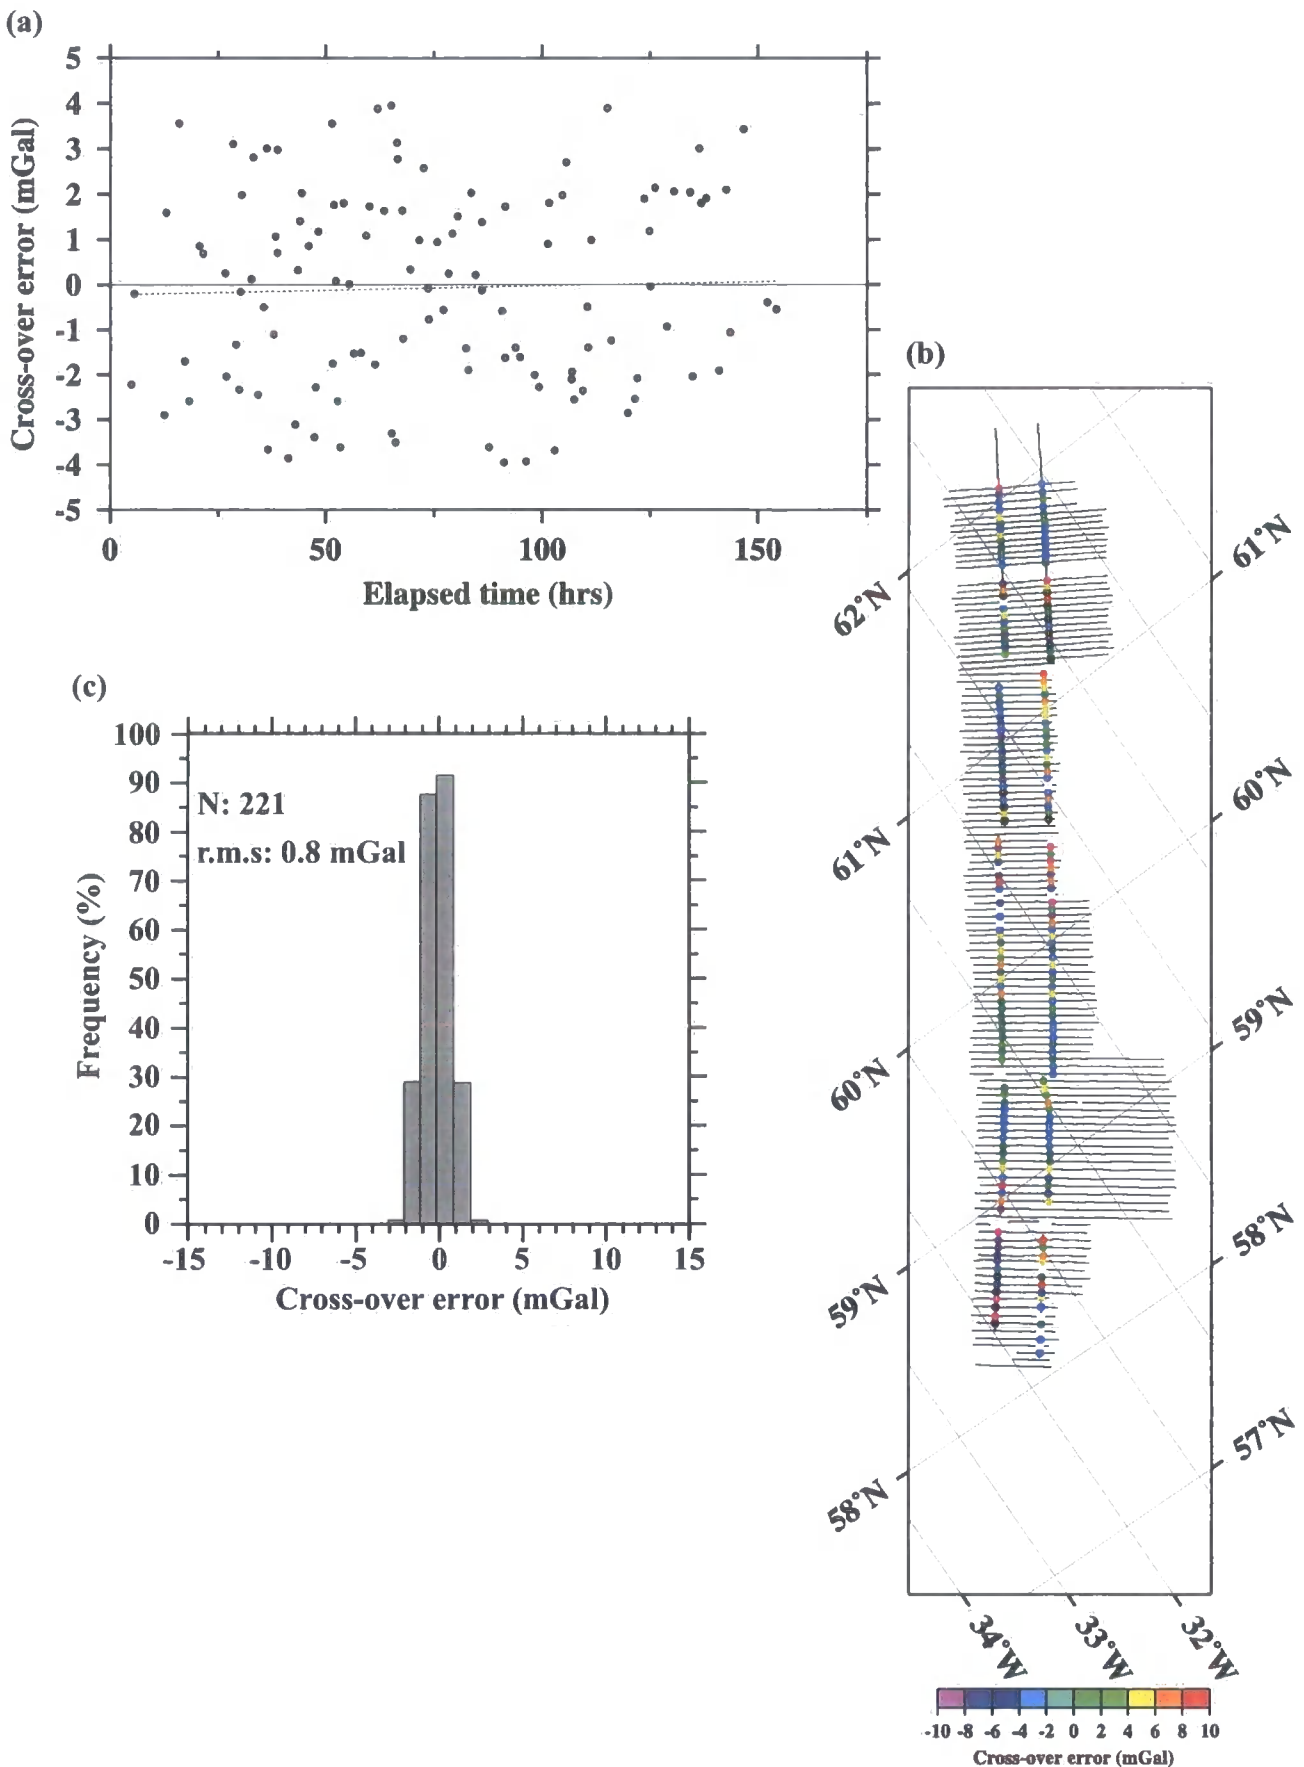 (a)
5
4
3
2
1
0
-1
-2
-3
-4
-5
Cross-over error (mGal)
0 50 100 150
Elapsed time (hrs)
(b)
61°N
62°N
60°N
61°N
59°N
60°N
58°N
59°N
57°N
58°N
34°W 33°W 32°W
-10 -8 -6 -4 -2 0 2 4 6 8 10
Cross-over error (mGal)
(c)
100
90
80
70
60
50
40
30
20
10
0
Frequency (%)
N: 221
r.m.s: 0.8 mGal
-15 -10 -5 0 5 10 15
Cross-over error (mGal)